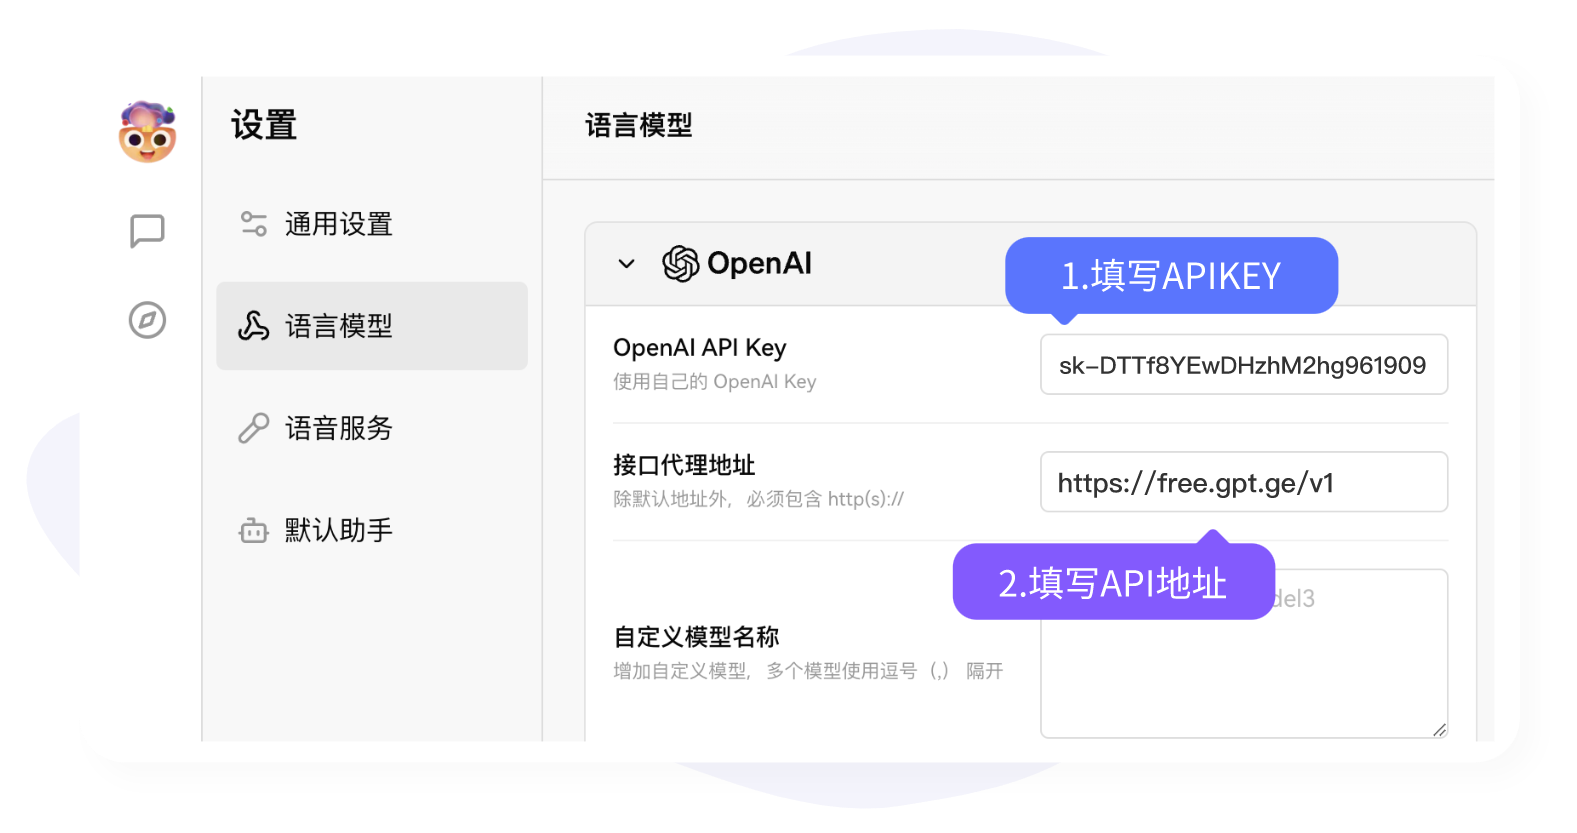 设置
通用设置
语言模型
语音服务
默认助手
语言模型
OpenAI
1.填写APIKEY
OpenAI API Key
使用自己的 OpenAI Key
sk-DTTf8YEwDHzhM2hg961909
接口代理地址
除默认地址外，必须包含 http(s)://
https://free.gpt.ge/v1
2.填写API地址
del3
自定义模型名称
增加自定义模型，多个模型使用逗号（,） 隔开